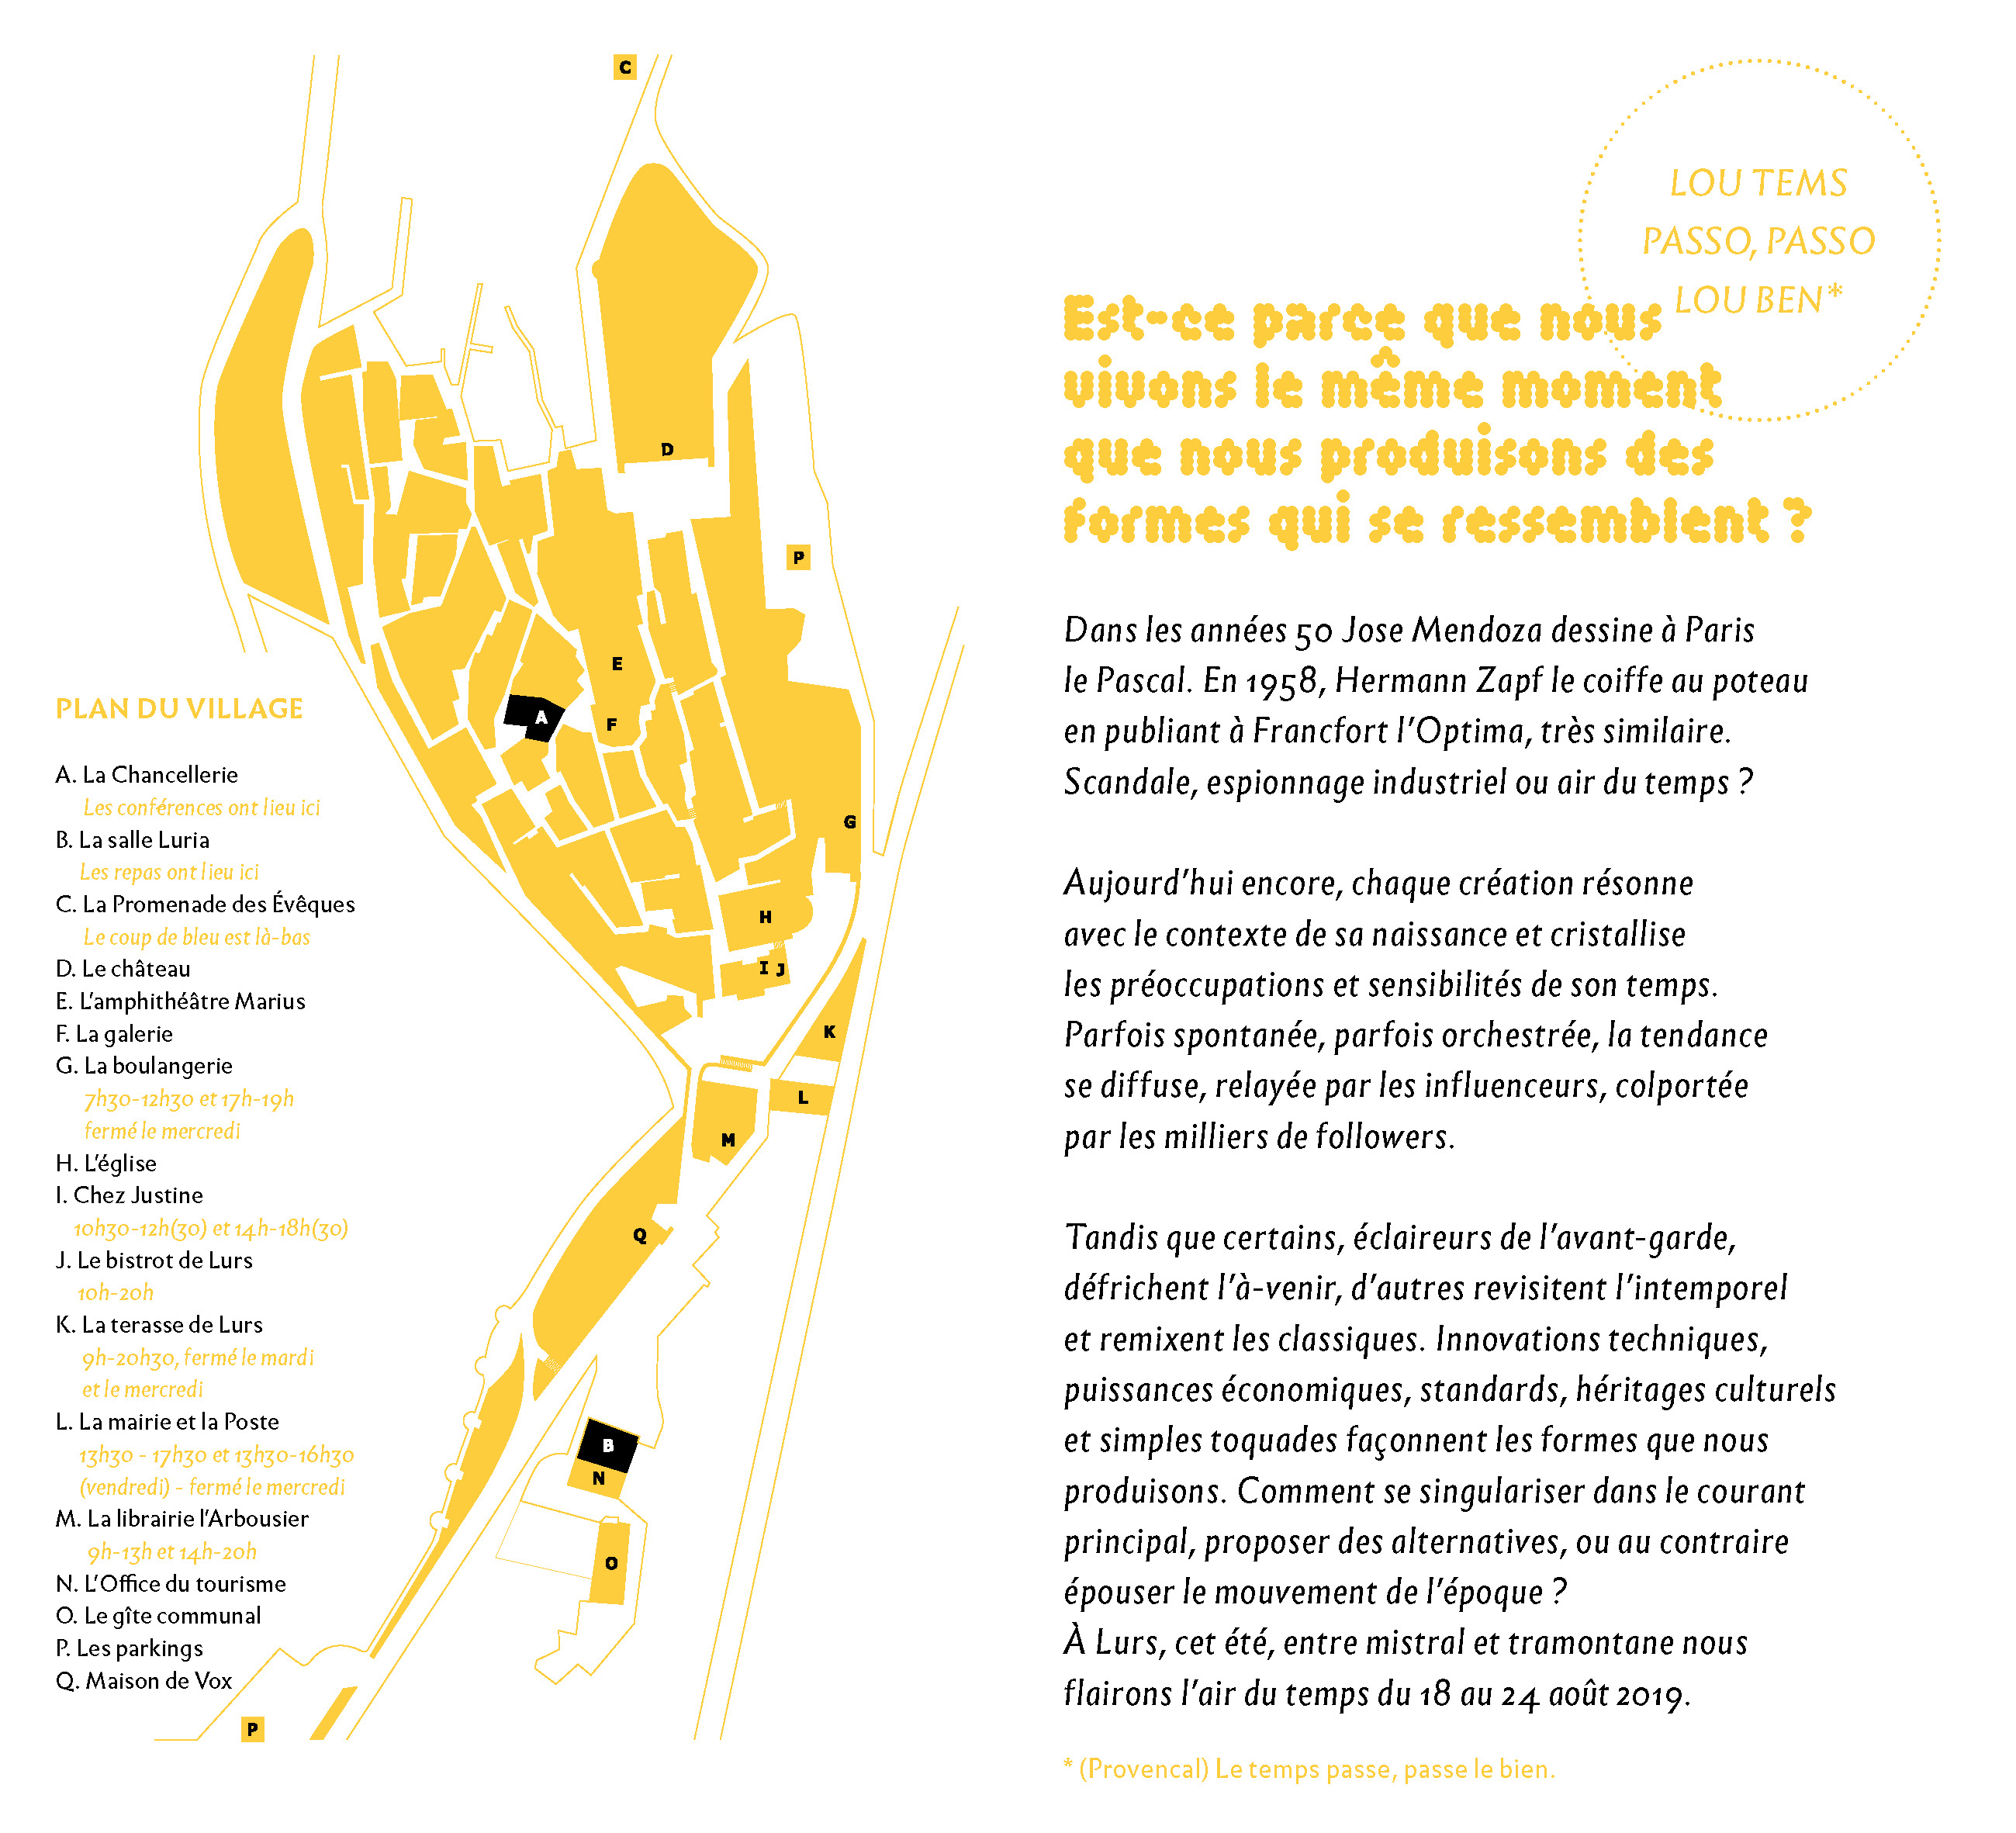 PLAN DU VILLAGE
A. La Chancellerie
Les conférences ont lieu ici
B. La salle Luria
Les repas ont lieu ici
C. La Promenade des Évêques
Le coup de bleu est là-bas
D. Le château
E. L'amphithéâtre Marius
F. La galerie
G. La boulangerie
7h30-12h30 et 17h-19h
fermé le mercredi
H. L'église
I. Chez Justine
10h30-12h(30) et 14h-18h(30)
J. Le bistrot de Lurs
10h-20h
K. La terasse de Lurs
9h-20h30, fermé le mardi
et le mercredi
L. La mairie et la Poste
13h30 - 17h30 et 13h30-16h30
(vendredi) - fermé le mercredi
M. La librairie l'Arbousier
9h-13h et 14h-20h
N. L'Office du tourisme
O. Le gîte communal
P. Les parkings
Q. Maison de Vox
C
D
P
E
A
F
G
H
I J
K
L
M
Q
B
N
O
P
LOU TEMS
PASSO, PASSO
LOU BEN*
Est-ce parce que nous
vivons le même moment
que nous produisons des
formes qui se ressemblent ?
Dans les années 50 Jose Mendoza dessine à Paris
le Pascal. En 1958, Hermann Zapf le coiffe au poteau
en publiant à Francfort l'Optima, très similaire.
Scandale, espionnage industriel ou air du temps ?
Aujourd'hui encore, chaque création résonne
avec le contexte de sa naissance et cristallise
les préoccupations et sensibilités de son temps.
Parfois spontanée, parfois orchestrée, la tendance
se diffuse, relayée par les influenceurs, colportée
par les milliers de followers.
Tandis que certains, éclaireurs de l'avant-garde,
défrichent l'à-venir, d'autres revisitent l'intemporel
et remixent les classiques. Innovations techniques,
puissances économiques, standards, héritages culturels
et simples toquades façonnent les formes que nous
produisons. Comment se singulariser dans le courant
principal, proposer des alternatives, ou au contraire
épouser le mouvement de l'époque ?
À Lurs, cet été, entre mistral et tramontane nous
flairons l'air du temps du 18 au 24 août 2019.
* (Provencal) Le temps passe, passe le bien.